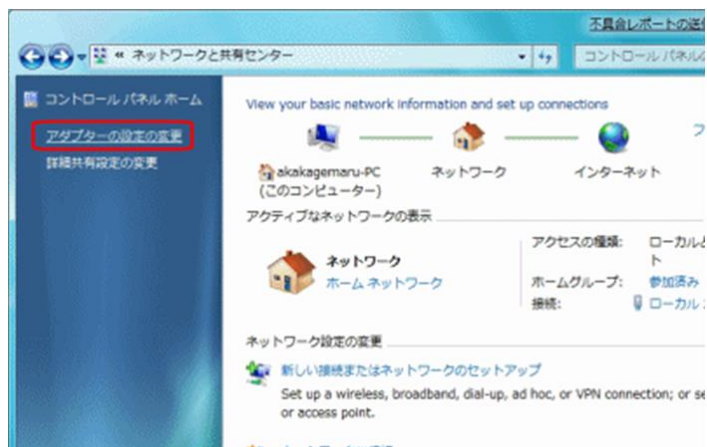 不具合レポートの送
« ネットワークと共有センター
コントロール パネルの
コントロール パネル ホーム
アダプターの設定の変更
詳細共有設定の変更
View your basic network information and set up connections
akakagemaru-PC
(このコンピューター)
ネットワーク
インターネット
フ
アクティブなネットワークの表示
ネットワーク
ホーム ネットワーク
アクセスの種類:
ローカルと
ト
ホームグループ:
参加済み
接続:
ローカル
ネットワーク設定の変更
新しい接続またはネットワークのセットアップ
Set up a wireless, broadband, dial-up, ad hoc, or VPN connection; or se
or access point.